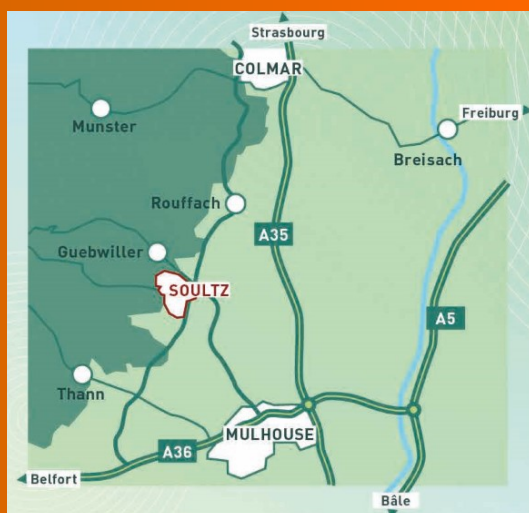 Strasbourg
COLMAR
Munster
Freiburg
Breisach
Rouffach
A35
Guebwiller
SOULTZ
A5
Thann
MULHOUSE
A36
Belfort
Bâle